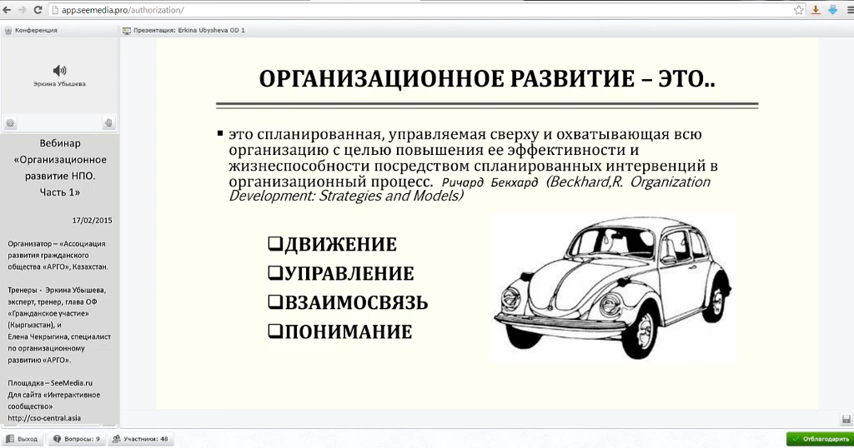 app.seemedia.pro/authorization/
Конференция
Презентация: Erkina Ubysheva OD 1
Эркина Убышева
Вебинар
«Организационное
развитие НПО.
Часть 1»
17/02/2015
Организатор – «Ассоциация
развития гражданского
общества «АРГО», Казахстан.
Тренеры - Эркина Убышева,
эксперт, тренер, глава ОФ
«Гражданское участие»
(Кыргызстан), и
Елена Чекрыгина, специалист
по организационному
развитию «АРГО».
Площадка – SeeMedia.ru
Для сайта «Интерактивное
сообщество»
http://cso-central.asia
ОРГАНИЗАЦИОННОЕ РАЗВИТИЕ – ЭТО..
это спланированная, управляемая сверху и охватывающая всю
организацию с целью повышения ее эффективности и
жизнеспособности посредством спланированных интервенций в
организационный процесс. Ричард Бекхард (Beckhard,R. Organization
Development: Strategies and Models)
ДВИЖЕНИЕ
УПРАВЛЕНИЕ
ВЗАИМОСВЯЗЬ
ПОНИМАНИЕ
Выход
Вопросы: 9
Участники: 46
Отблагодарить